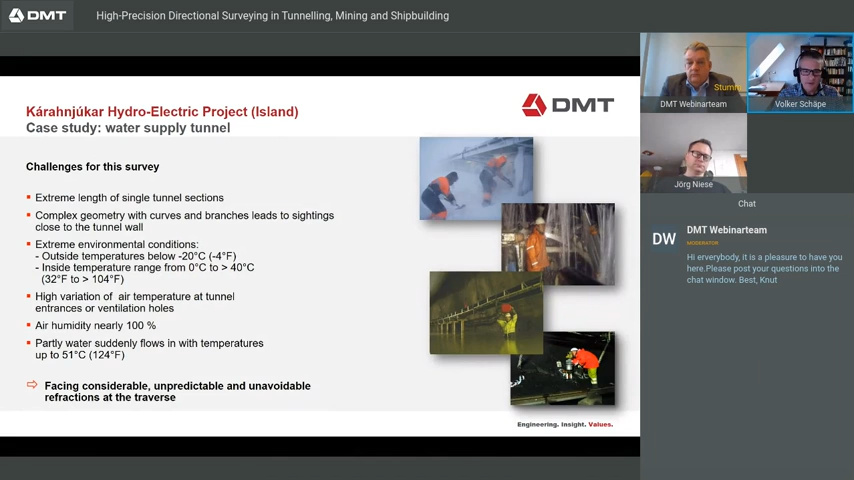 DMT
High-Precision Directional Surveying in Tunnelling, Mining and Shipbuilding
Kárahnjúkar Hydro-Electric Project (Island)
Case study: water supply tunnel
DMT
Challenges for this survey
Extreme length of single tunnel sections
Complex geometry with curves and branches leads to sightings
close to the tunnel wall
Extreme environmental conditions:
- Outside temperatures below -20°C (-4°F)
- Inside temperature range from 0°C to > 40°C
(32°F to > 104°F)
High variation of air temperature at tunnel
entrances or ventilation holes
Air humidity nearly 100 %
Partly water suddenly flows in with temperatures
up to 51°C (124°F)
⇨ Facing considerable, unpredictable and unavoidable
refractions at the traverse
Engineering. Insight. Values.
DMT Webinarteam
Volker Schäpe
Jörg Niese
Chat
DW
DMT Webinarteam
MODERATOR
Hi erverybody, it is a pleasure to have you
here.Please post your questions into the
chat window. Best, Knut